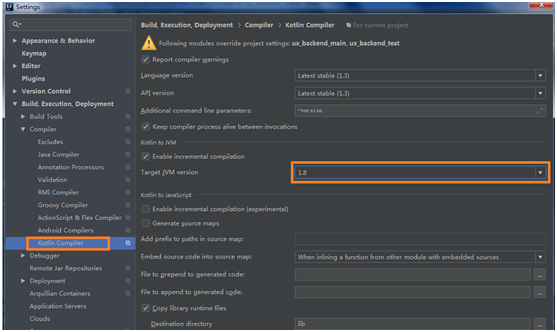 Settings
Build, Execution, Deployment › Compiler › Kotlin Compiler For current project
Following modules override project settings: ux_backend_main, ux_backend_test
Appearance & Behavior
Keymap
Editor
Plugins
Version Control
Build, Execution, Deployment
Build Tools
Compiler
Excludes
Java Compiler
Annotation Processors
Validation
RMI Compiler
Groovy Compiler
ActionScript & Flex Compiler
Android Compilers
Kotlin Compiler
Debugger
Remote Jar Repositories
Deployment
Arquillian Containers
Application Servers
Clouds
Report compiler warnings
Language version Latest stable (1.3)
API version Latest stable (1.3)
Additional command line parameters: -version
Keep compiler process alive between invocations
Kotlin to JVM
Enable incremental compilation
Target JVM version 1.8
Kotlin to JavaScript
Enable incremental compilation (experimental)
Generate source maps
Add prefix to paths in source map:
Embed source code into source map: When inlining a function from other module with embedded sources
File to prepend to generated code: ...
File to append to generated code: ...
Copy library runtime files
Destination directory lib ...